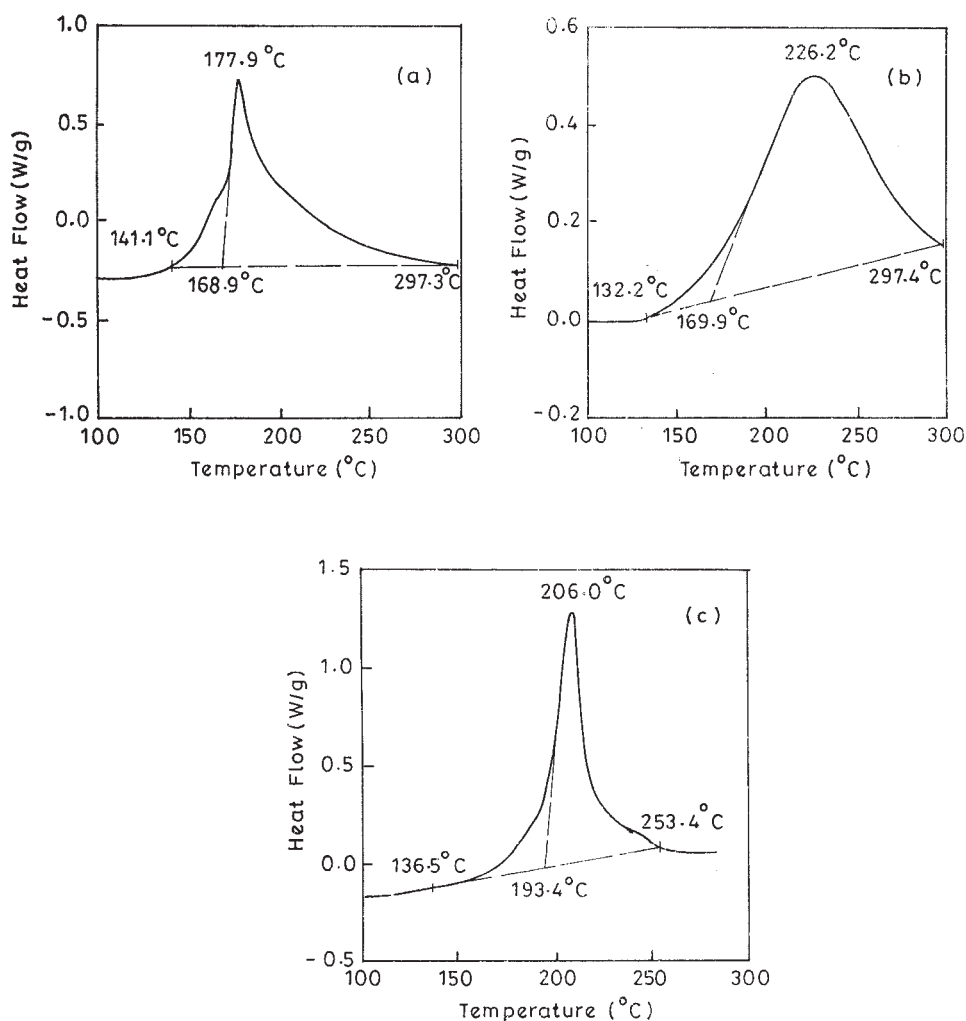 1.0
177.9°C
(a)
0.5
Heat Flow (W/g)
0.0
141.1°C
168.9°C
297.3°C
-0.5
-1.0
100
150
200
250
300
Temperature (°C)
0.6
226.2°C
(b)
0.4
Heat Flow (W/g)
0.2
132.2°C
297.4°C
169.9°C
0.0
-0.2
100
150
200
250
300
Temperature (°C)
1.5
206.0°C
(c)
1.0
Heat Flow (W/g)
0.5
253.4°C
136.5°C
0.0
193.4°C
-0.5
100
150
200
250
300
Temperature (°C)